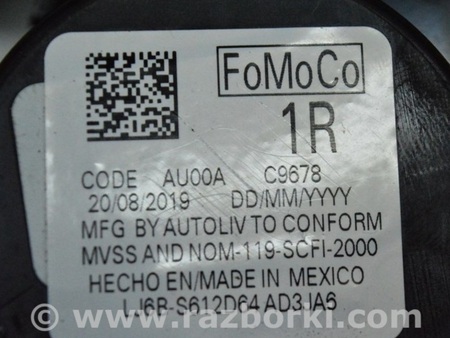 FoMoCo
1R
CODE AU00A C9678
20/08/2019 DD/MM/YYYY
MFG BY AUTOLIV TO CONFORM
MVSS AND NOM-119-SCFI-2000
HECHO EN/MADE IN MEXICO
LJ6B-S612D64 AD3JA6
© www.razborki.com